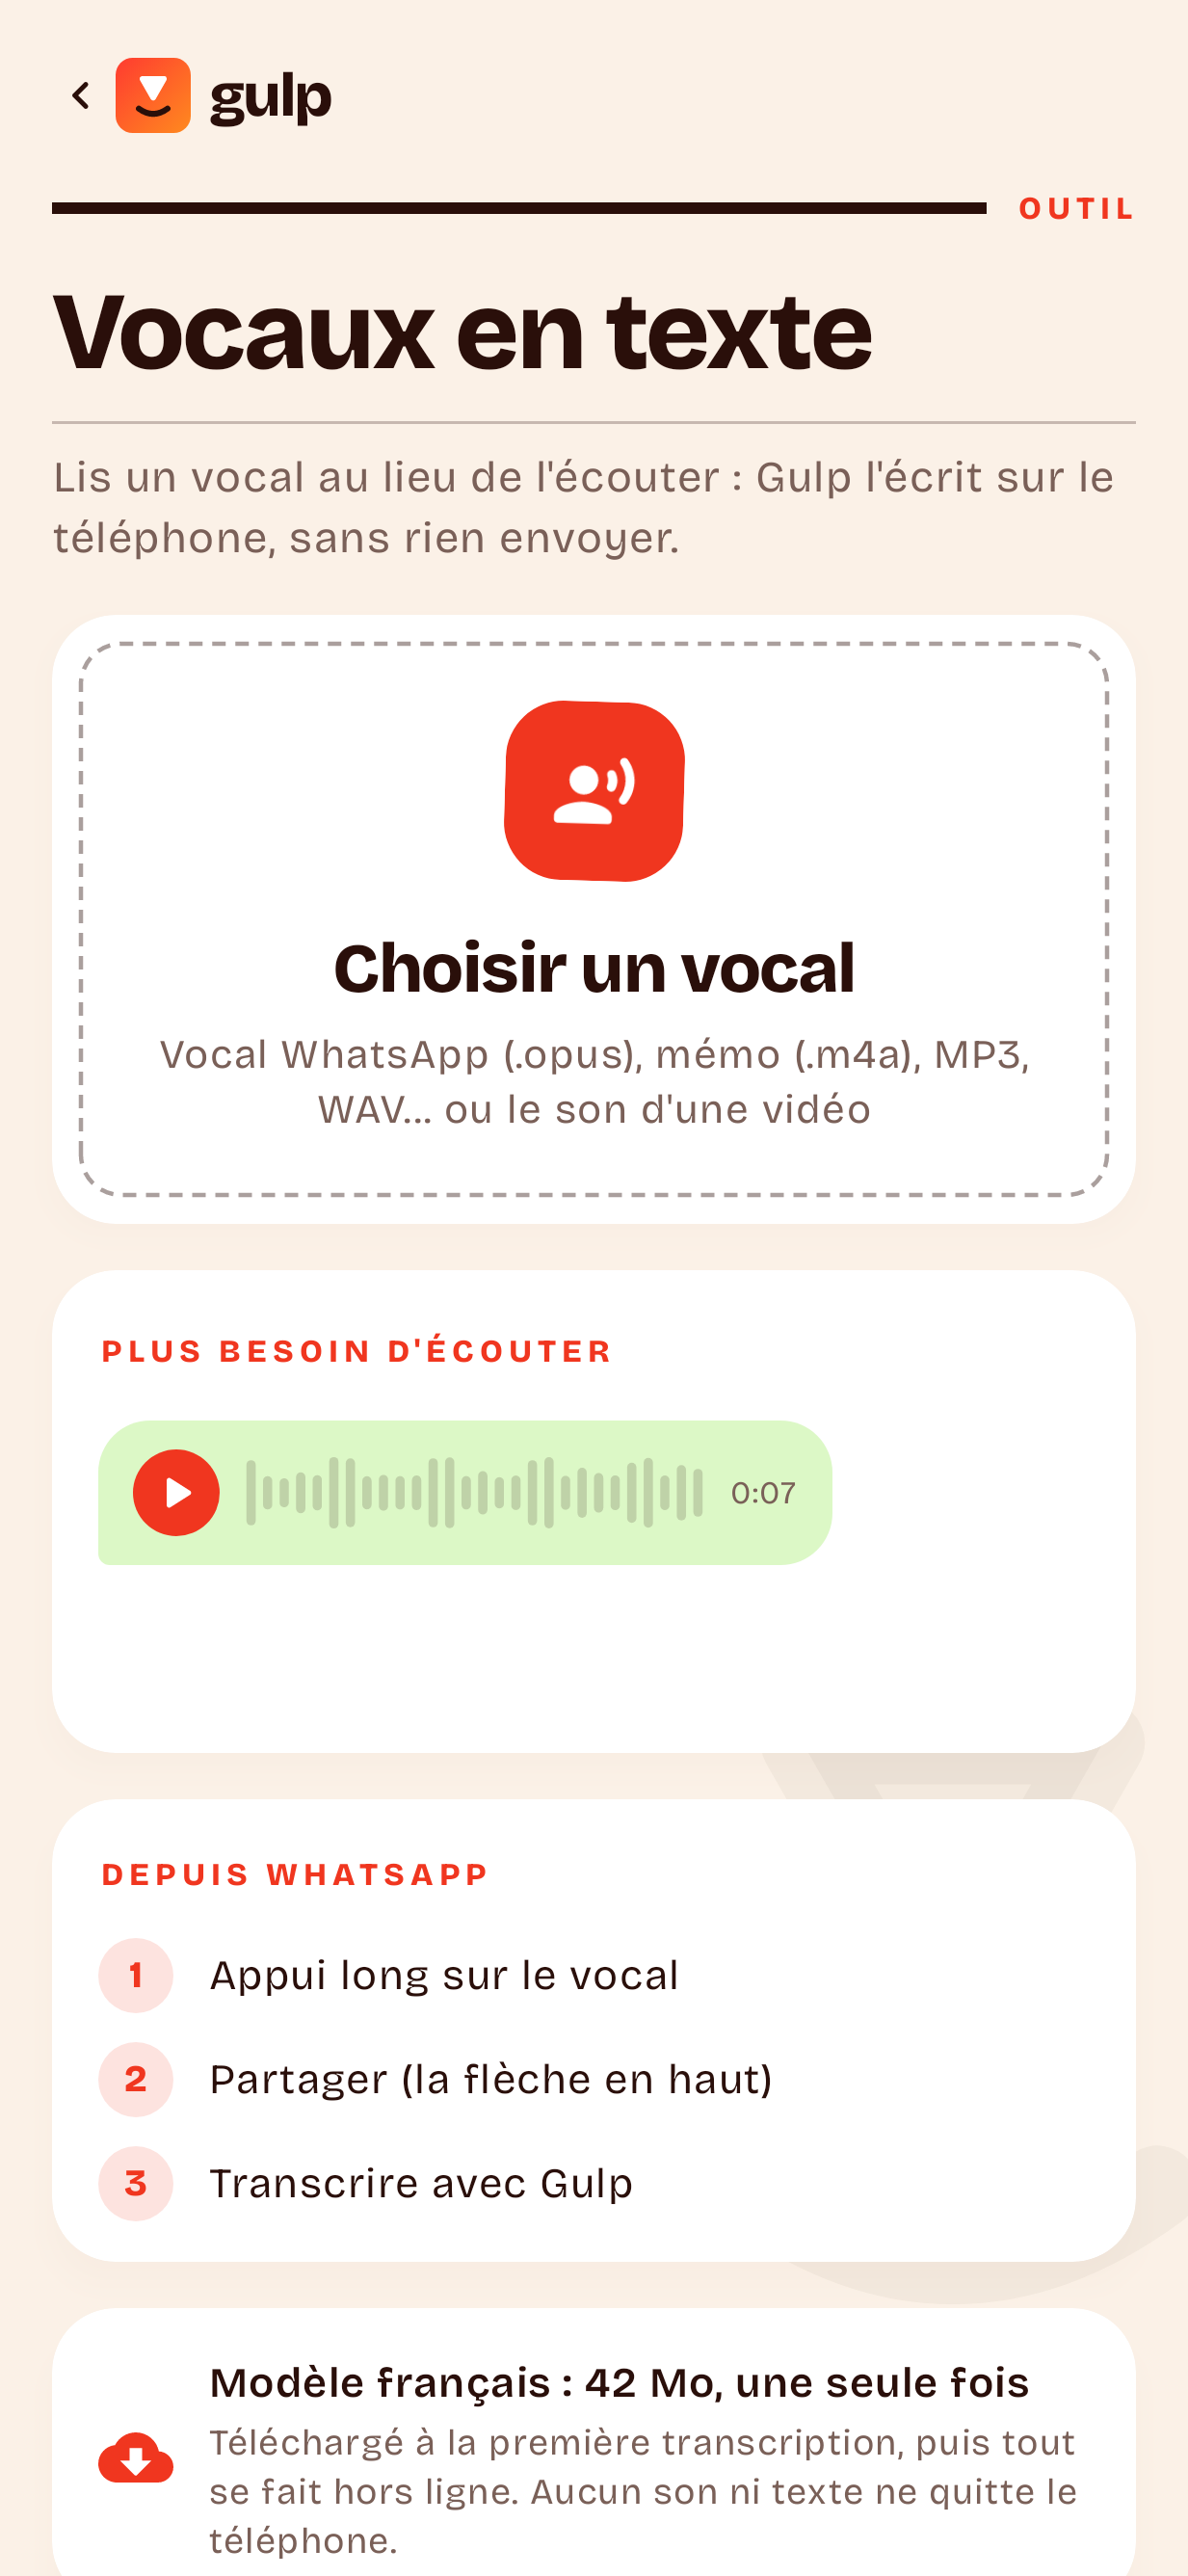 gulp
OUTIL
Vocaux en texte
Lis un vocal au lieu de l'écouter : Gulp l'écrit sur le
téléphone, sans rien envoyer.
Choisir un vocal
Vocal WhatsApp (.opus), mémo (.m4a), MP3,
WAV... ou le son d'une vidéo
PLUS BESOIN D'ÉCOUTER
0:07
DEPUIS WHATSAPP
1 Appui long sur le vocal
2 Partager (la flèche en haut)
3 Transcrire avec Gulp
Modèle français : 42 Mo, une seule fois
Téléchargé à la première transcription, puis tout
se fait hors ligne. Aucun son ni texte ne quitte le
téléphone.